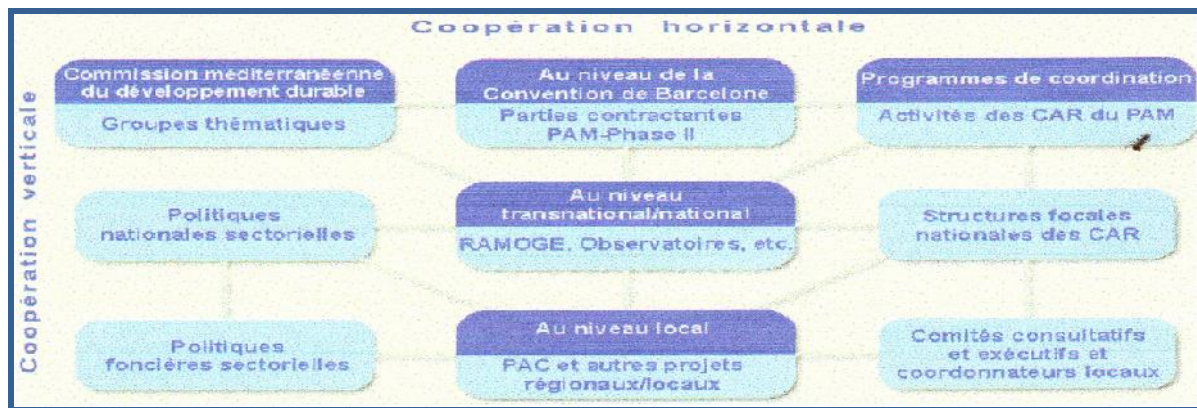 Coopération horizontale
Coopération verticale
Commission méditerranéenne
du développement durable
Groupes thématiques
Au niveau de la
Convention de Barcelone
Parties contractantes
PAM-Phase II
Programmes de coordination
Activités des CAR du PAM
Politiques
nationales sectorielles
Au niveau
transnational/national
RAMOGE, Observatoires, etc.
Structures focales
nationales des CAR
Politiques
foncières sectorielles
Au niveau local
PAC et autres projets
régionaux/locaux
Comités consultatifs
et exécutifs et
coordonnateurs locaux